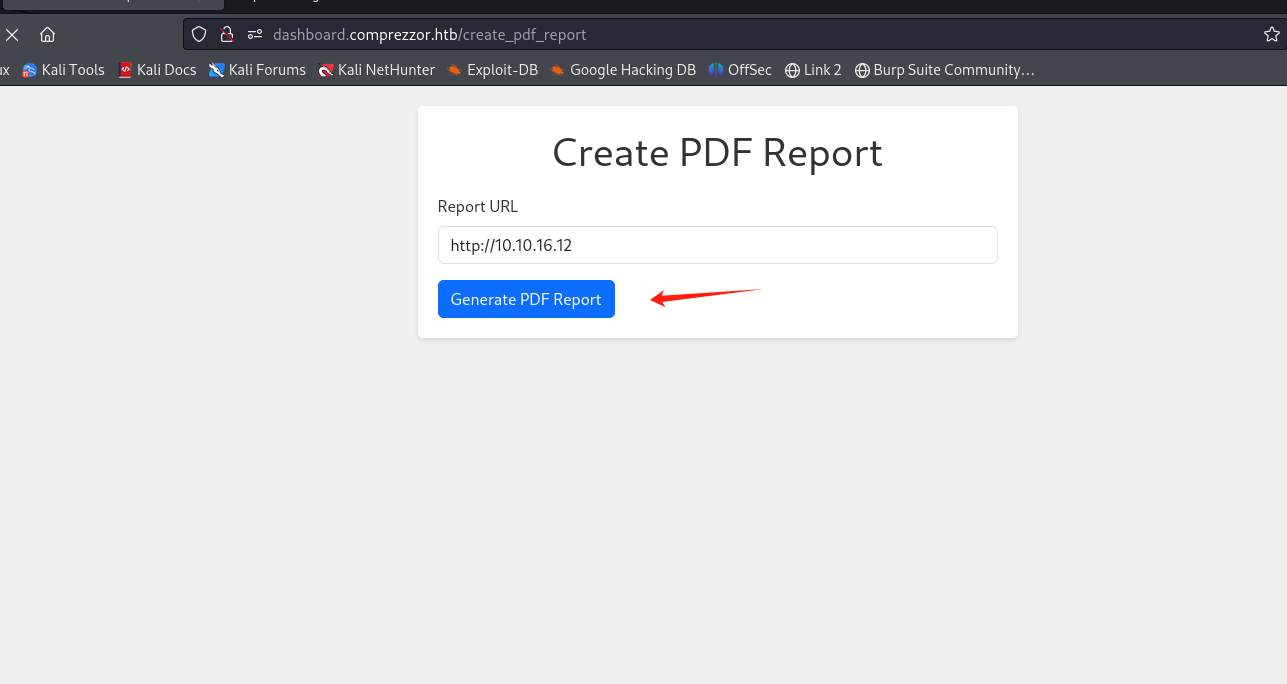 dashboard.comprezzor.htb/create_pdf_report
ux Kali Tools Kali Docs Kali Forums Kali NetHunter Exploit-DB Google Hacking DB OffSec Link 2 Burp Suite Community…
Create PDF Report
Report URL
http://10.10.16.12
Generate PDF Report